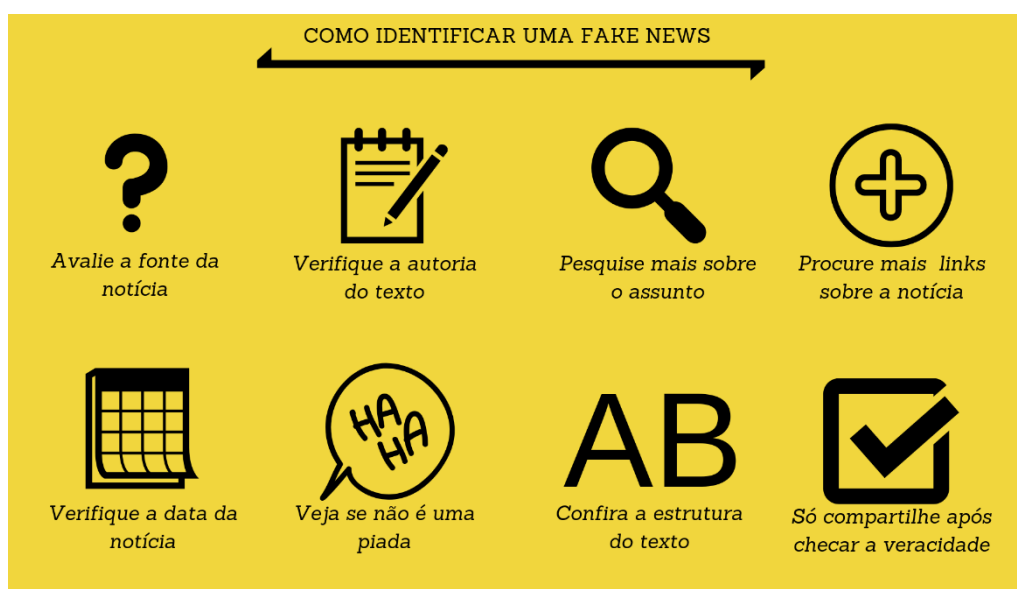 COMO IDENTIFICAR UMA FAKE NEWS
Avalie a fonte da
notícia
Verifique a autoria
do texto
Pesquise mais sobre
o assunto
Procure mais links
sobre a notícia
HA
HA
Verifique a data da
notícia
Veja se não é uma
piada
AB
Confira a estrutura
do texto
Só compartilhe após
checar a veracidade